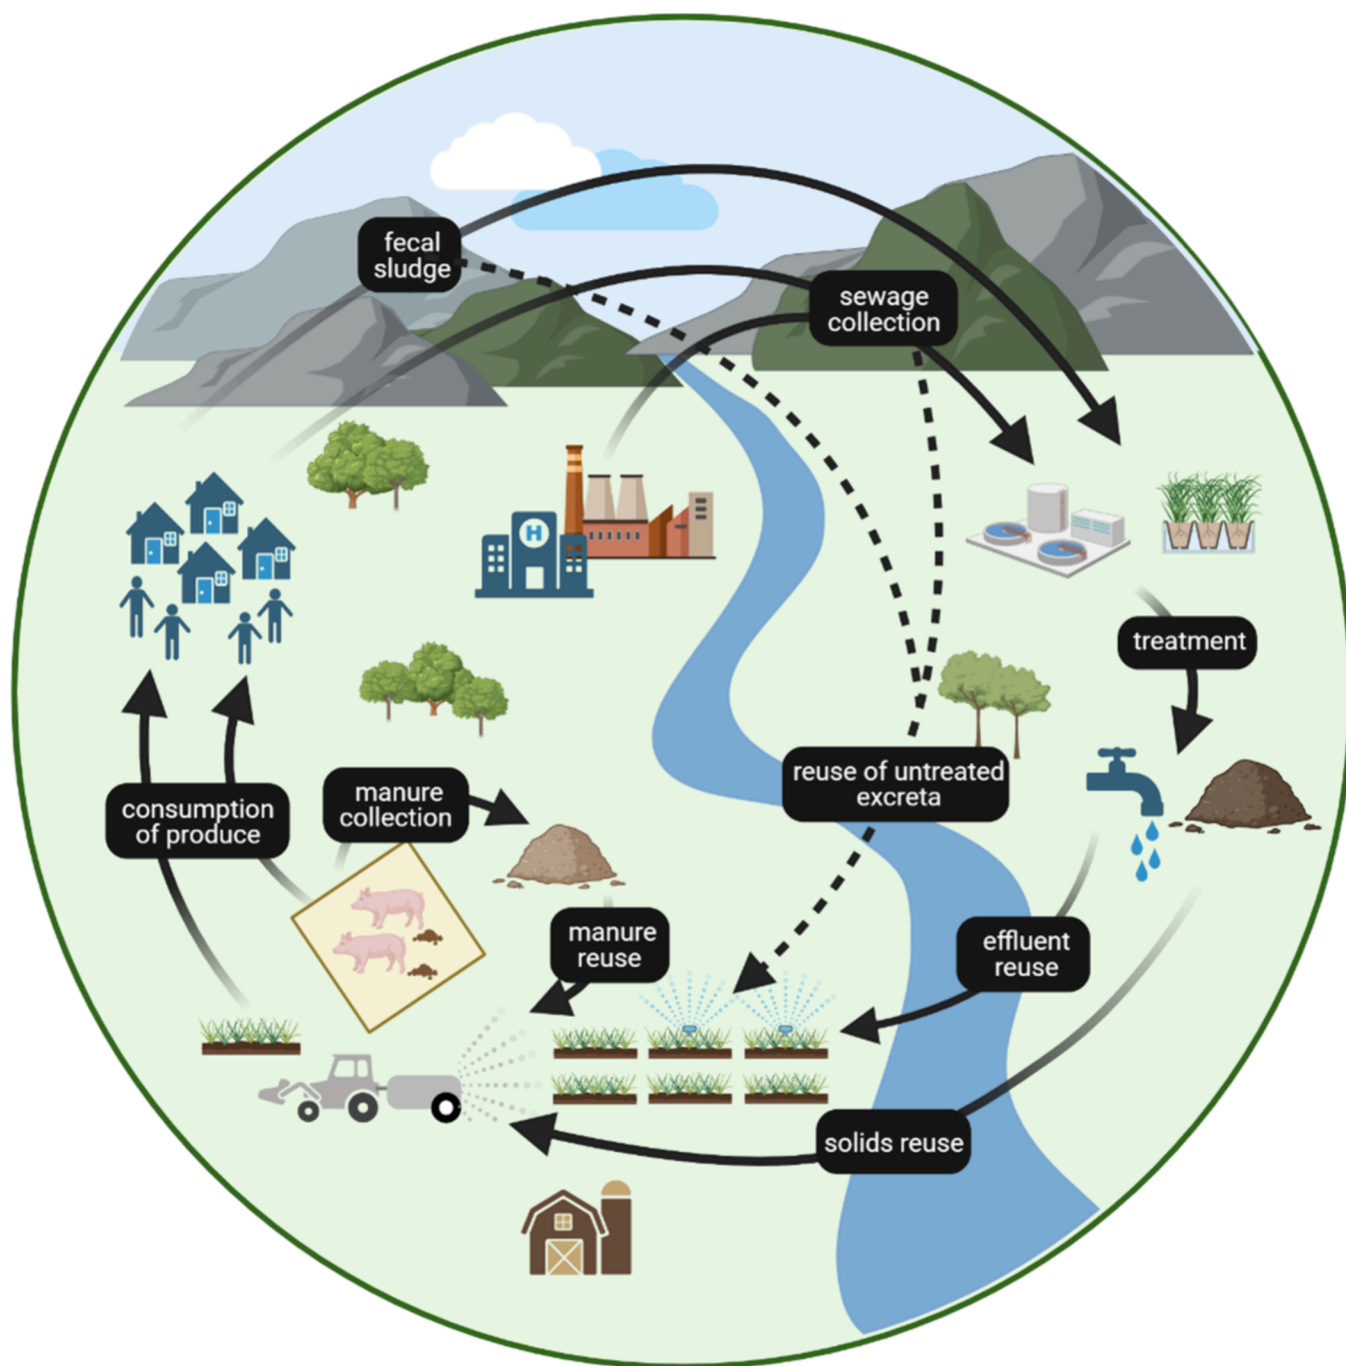 fecal
sludge
sewage
collection
H
treatment
reuse of untreated
excreta
manure
collection
consumption
of produce
manure
reuse
effluent
reuse
solids reuse